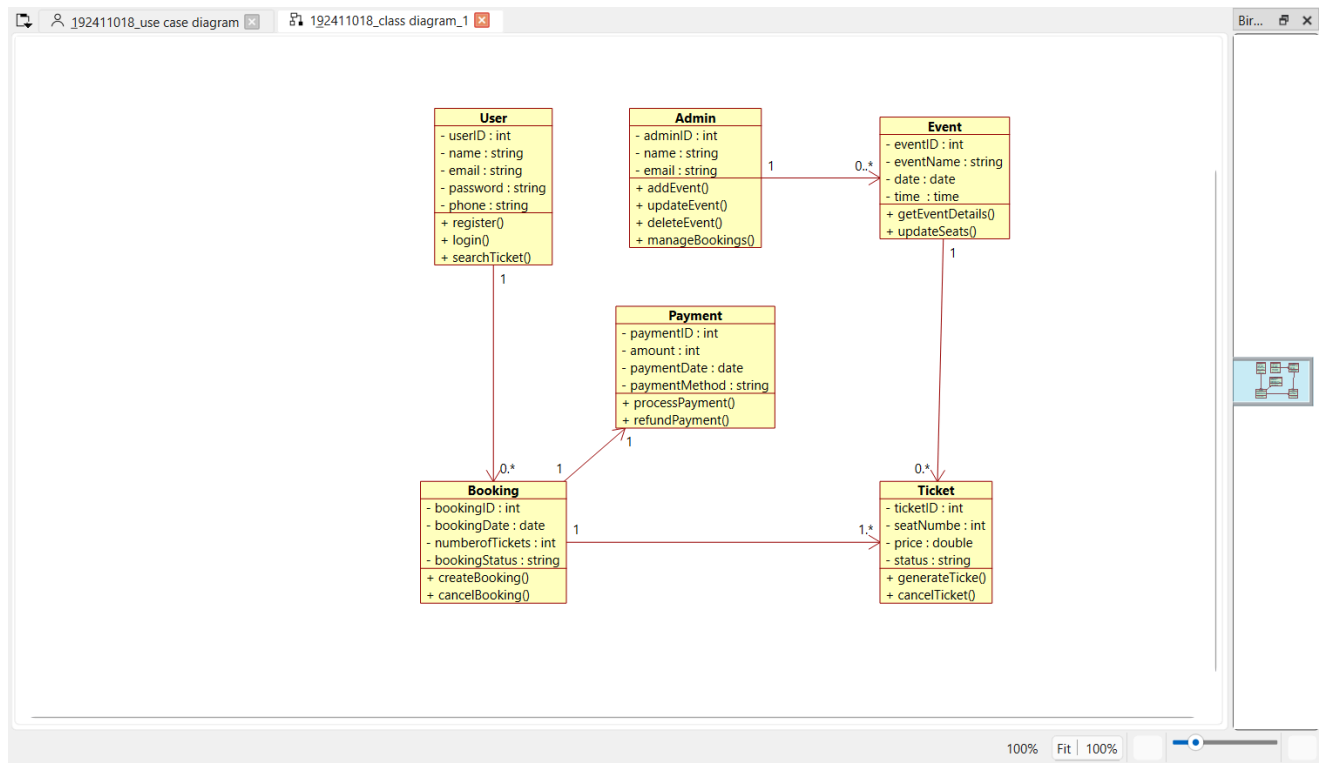 192411018_use case diagram
192411018_class diagram_1
Bir...
User
- userID : int
- name : string
- email : string
- password : string
- phone : string
+ register()
+ login()
+ searchTicket()
1
Admin
- adminID : int
- name : string
- email : string
+ addEvent()
+ updateEvent()
+ deleteEvent()
+ manageBookings()
1
0..*
Event
- eventID : int
- eventName : string
- date : date
- time : time
+ getEventDetails()
+ updateSeats()
1
Payment
- paymentID : int
- amount : int
- paymentDate : date
- paymentMethod : string
+ processPayment()
+ refundPayment()
1
0.*
1
0.*
Booking
- bookingID : int
- bookingDate : date
- numberofTickets : int
- bookingStatus : string
+ createBooking()
+ cancelBooking()
1
1.*
Ticket
- ticketID : int
- seatNumbe : int
- price : double
- status : string
+ generateTicke()
+ cancelTicket()
100%
Fit
100%